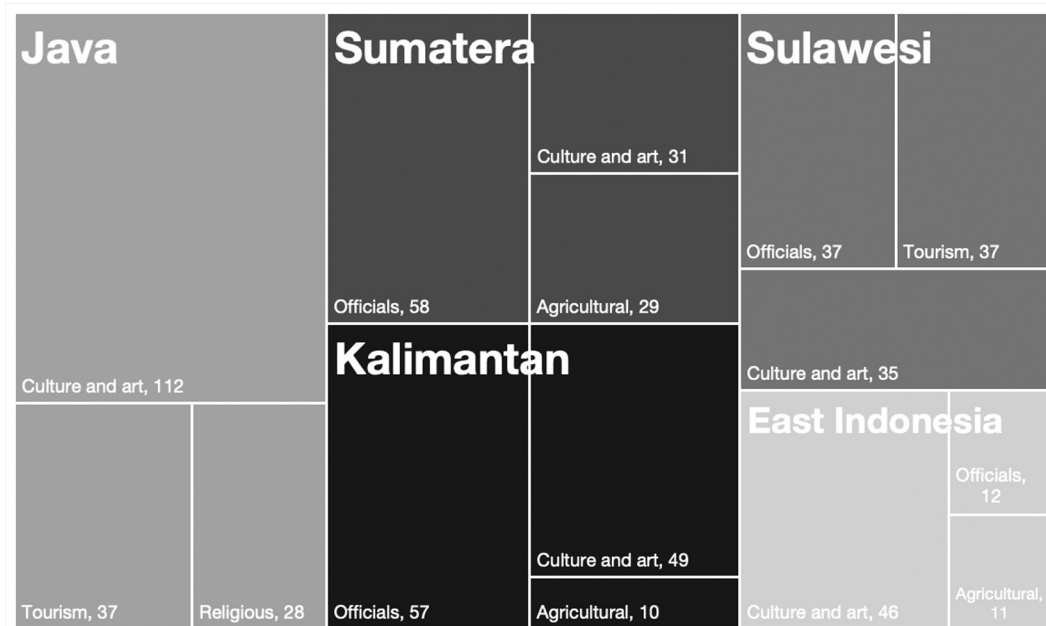 Java
Culture and art, 112
Tourism, 37
Religious, 28
Sumatera
Officials, 58
Culture and art, 31
Agricultural, 29
Kalimantan
Officials, 57
Culture and art, 49
Agricultural, 10
Sulawesi
Officials, 37
Tourism, 37
Culture and art, 35
East Indonesia
Culture and art, 46
Officials,
12
Agricultural,
11